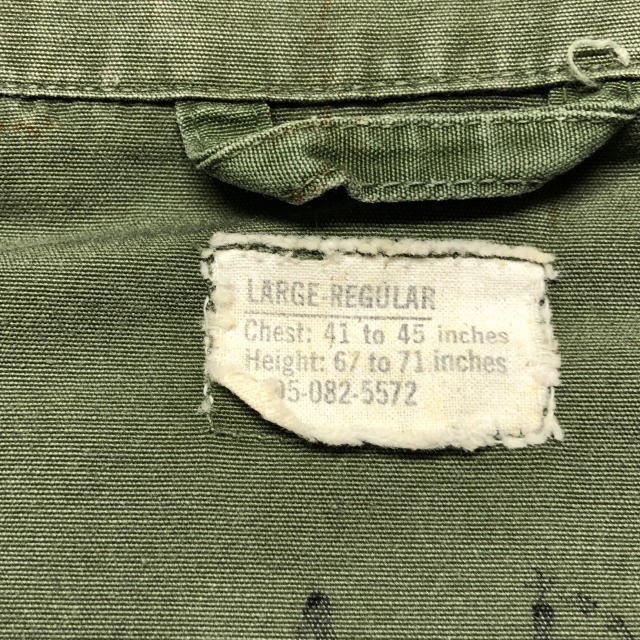 LARGE-REGULAR
Chest: 41 to 45 inches
Height: 67 to 71 inches
05-082-5572